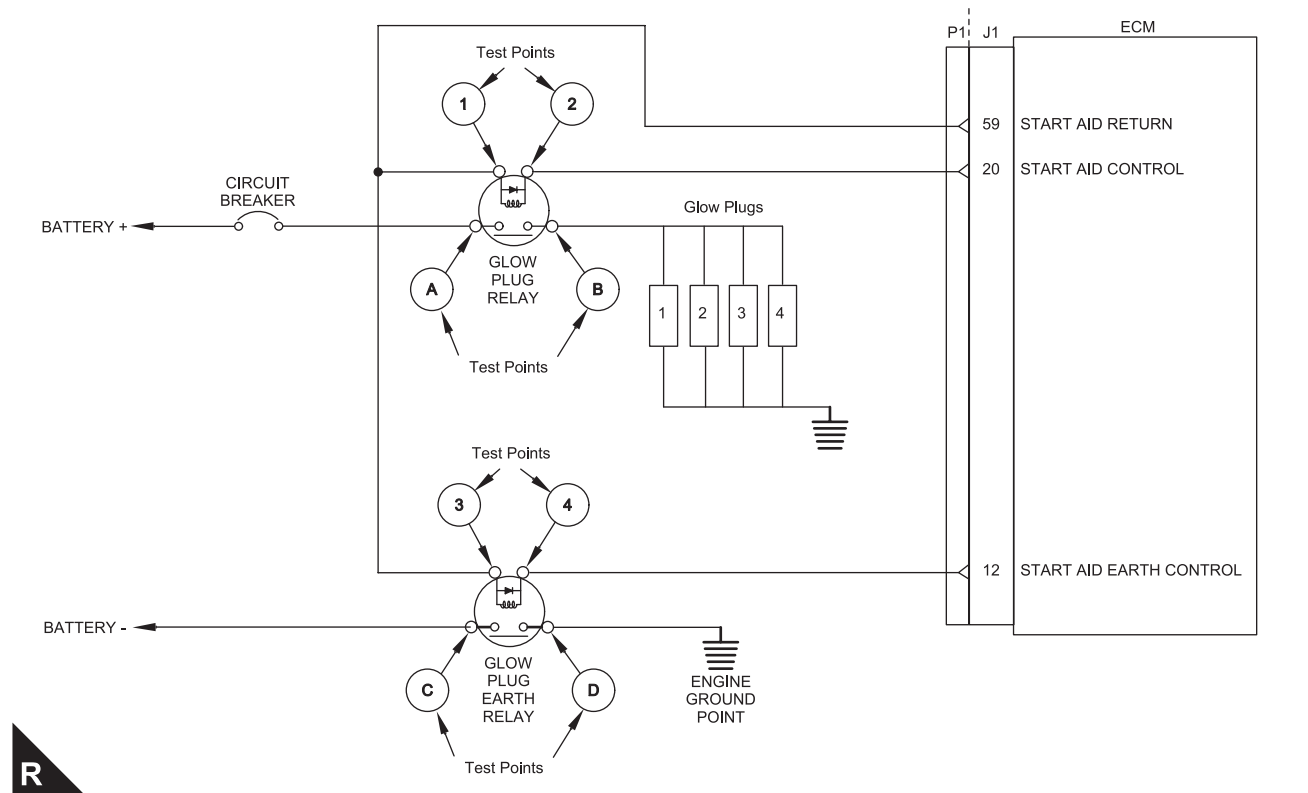 P1 J1
ECM
Test Points
1 2
59 START AID RETURN
20 START AID CONTROL
CIRCUIT
BREAKER
BATTERY +
Glow Plugs
GLOW
PLUG
RELAY
A B
1 2 3 4
Test Points
Test Points
3 4
12 START AID EARTH CONTROL
BATTERY -
GLOW
PLUG
EARTH
RELAY
C D
ENGINE
GROUND
POINT
Test Points
R